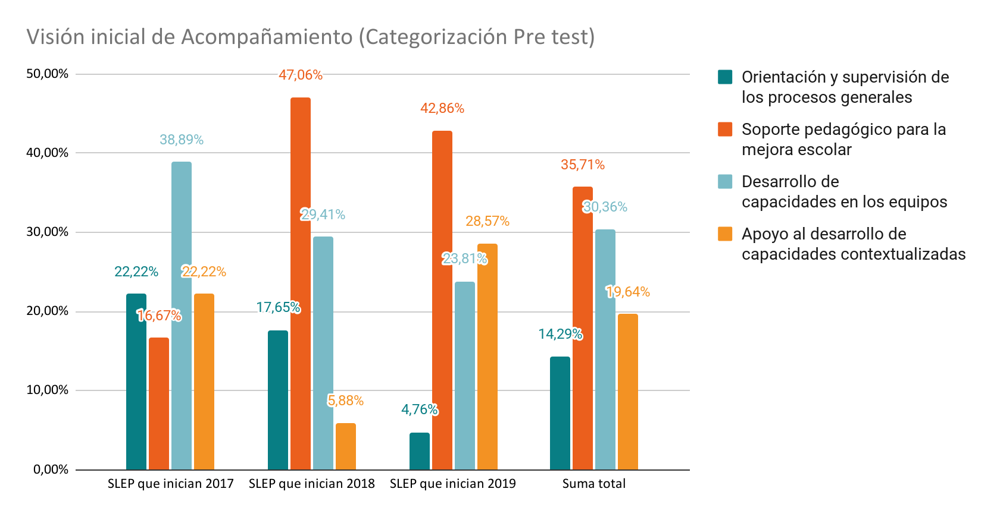 Visión inicial de Acompañamiento (Categorización Pre test)
50,00%
40,00%
30,00%
20,00%
10,00%
0,00%
22,22%
16,67%
38,89%
22,22%
17,65%
47,06%
29,41%
5,88%
4,76%
42,86%
23,81%
28,57%
14,29%
35,71%
30,36%
19,64%
SLEP que inician 2017
SLEP que inician 2018
SLEP que inician 2019
Suma total
Orientación y supervisión de
los procesos generales
Soporte pedagógico para la
mejora escolar
Desarrollo de
capacidades en los equipos
Apoyo al desarrollo de
capacidades contextualizadas